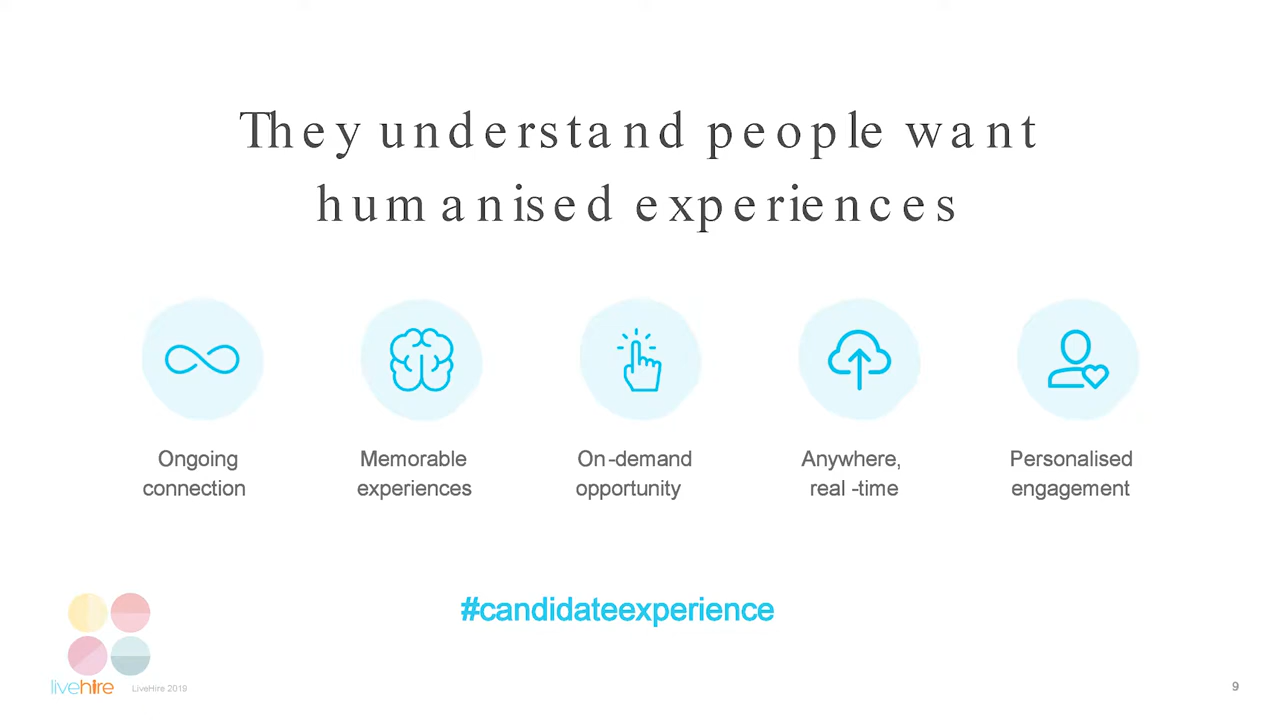 They understand people want
humanised experiences
Ongoing
connection
Memorable
experiences
On-demand
opportunity
Anywhere,
real -time
Personalised
engagement
#candidateexperience
livehire
LiveHire 2019
9